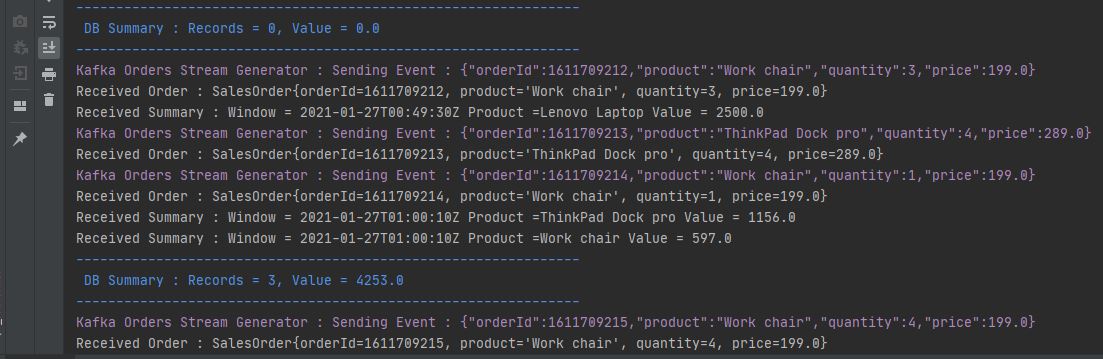 ---------------------------------------------------------------
DB Summary : Records = 0, Value = 0.0
---------------------------------------------------------------
Kafka Orders Stream Generator : Sending Event : {"orderId":1611709212,"product":"Work chair","quantity":3,"price":199.0}
Received Order : SalesOrder{orderId=1611709212, product='Work chair', quantity=3, price=199.0}
Received Summary : Window = 2021-01-27T00:49:30Z Product =Lenovo Laptop Value = 2500.0
Kafka Orders Stream Generator : Sending Event : {"orderId":1611709213,"product":"ThinkPad Dock pro","quantity":4,"price":289.0}
Received Order : SalesOrder{orderId=1611709213, product='ThinkPad Dock pro', quantity=4, price=289.0}
Kafka Orders Stream Generator : Sending Event : {"orderId":1611709214,"product":"Work chair","quantity":1,"price":199.0}
Received Order : SalesOrder{orderId=1611709214, product='Work chair', quantity=1, price=199.0}
Received Summary : Window = 2021-01-27T01:00:10Z Product =ThinkPad Dock pro Value = 1156.0
Received Summary : Window = 2021-01-27T01:00:10Z Product =Work chair Value = 597.0
---------------------------------------------------------------
DB Summary : Records = 3, Value = 4253.0
---------------------------------------------------------------
Kafka Orders Stream Generator : Sending Event : {"orderId":1611709215,"product":"Work chair","quantity":4,"price":199.0}
Received Order : SalesOrder{orderId=1611709215, product='Work chair', quantity=4, price=199.0}